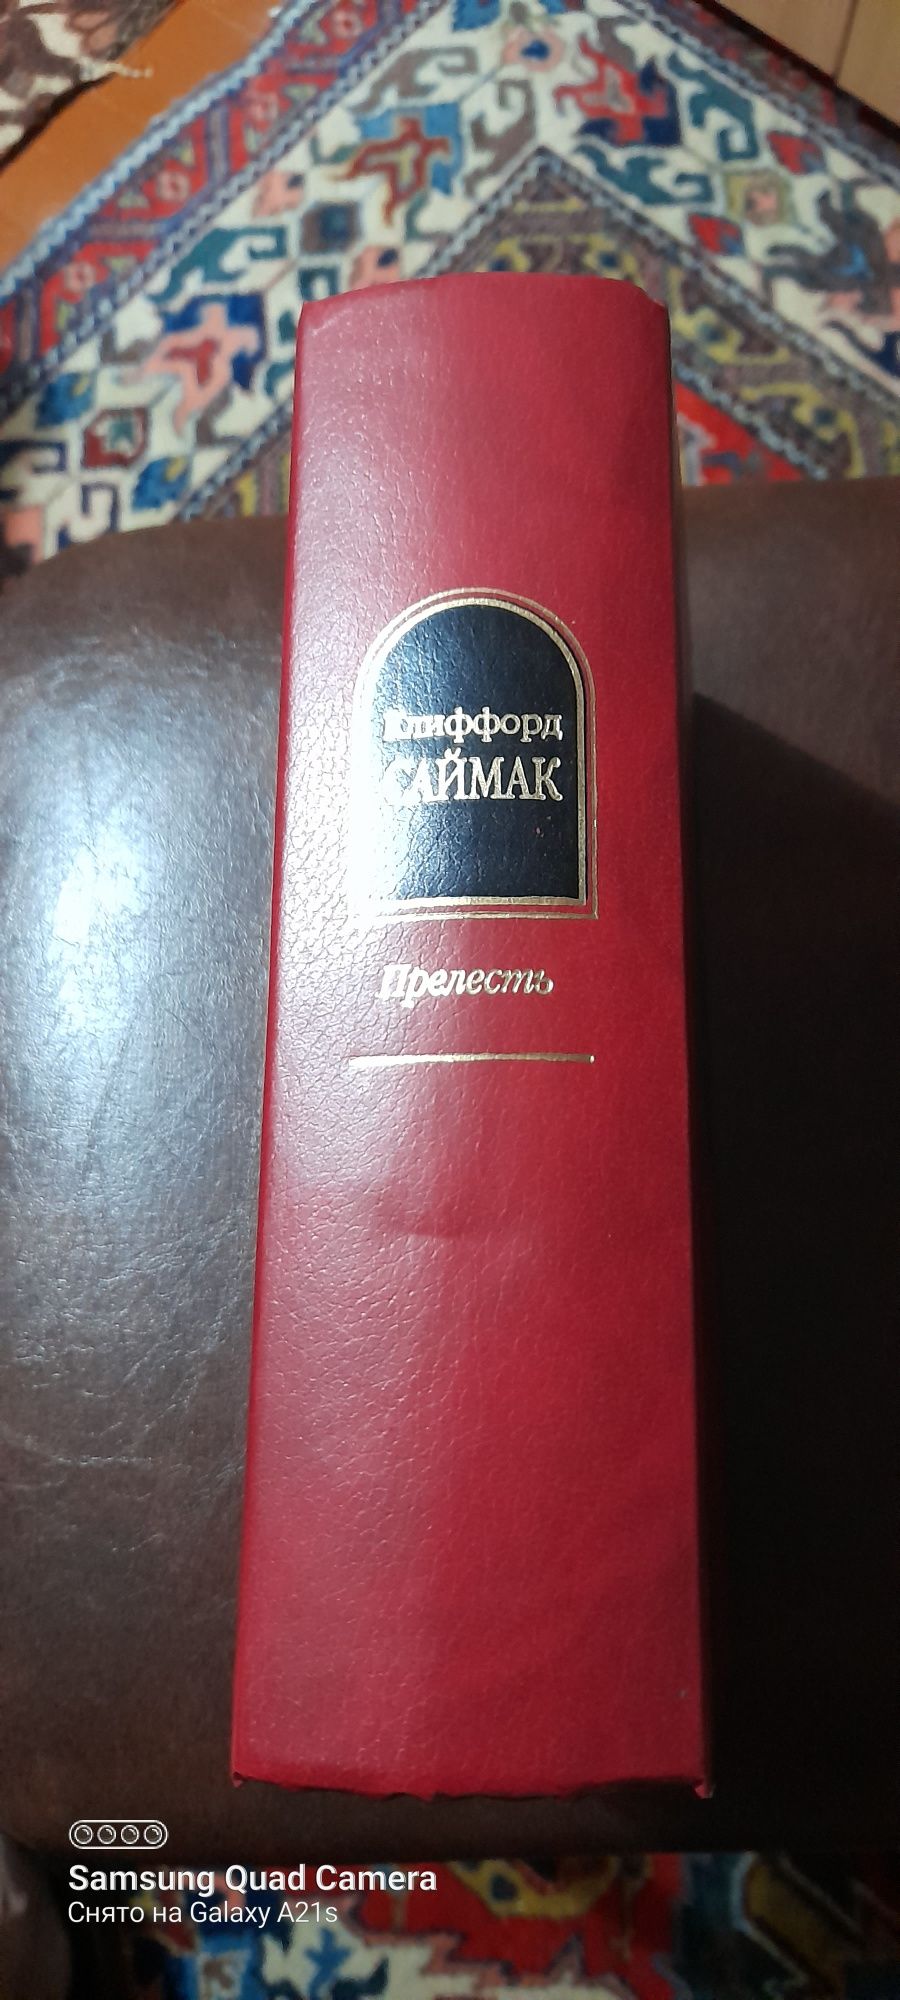 Клиффорд
САЙМАК
Прелесть
Samsung Quad Camera
Снято на Galaxy A21s